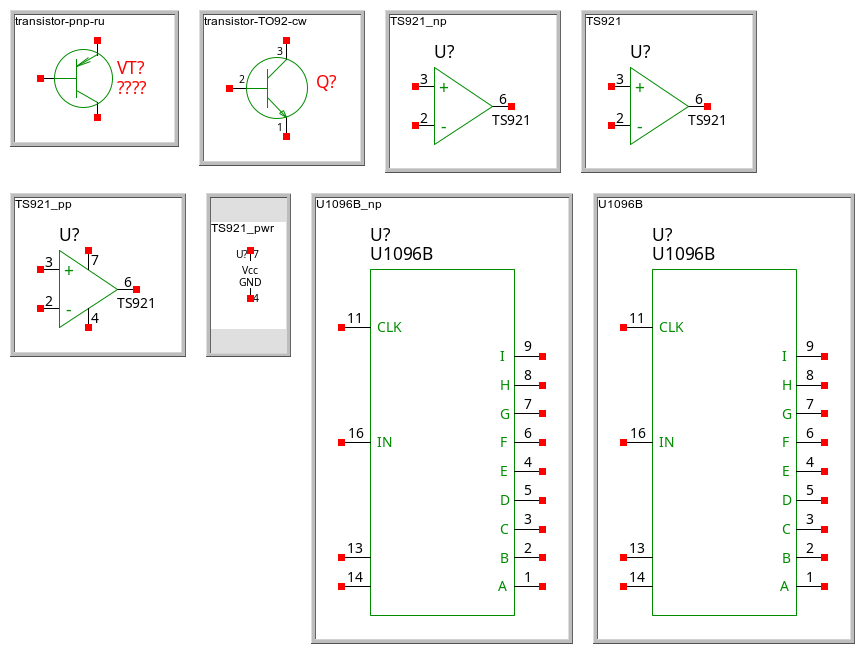 transistor-pnp-ru
VT?
????
transistor-TO92-cw
3
2
Q?
1
TS921_np
U?
3
+
6
2
-
TS921
TS921
U?
3
+
6
2
-
TS921
TS921_pp
U?
7
3
+
6
2
-
TS921
4
TS921_pwr
U?
7
Vcc
GND
4
U1096B_np
U?
U1096B
11
CLK
9
I
8
H
7
G
16
IN
6
F
4
E
5
D
3
C
13
2
B
14
1
A
U1096B
U?
U1096B
11
CLK
9
I
8
H
7
G
16
IN
6
F
4
E
5
D
3
C
13
2
B
14
1
A